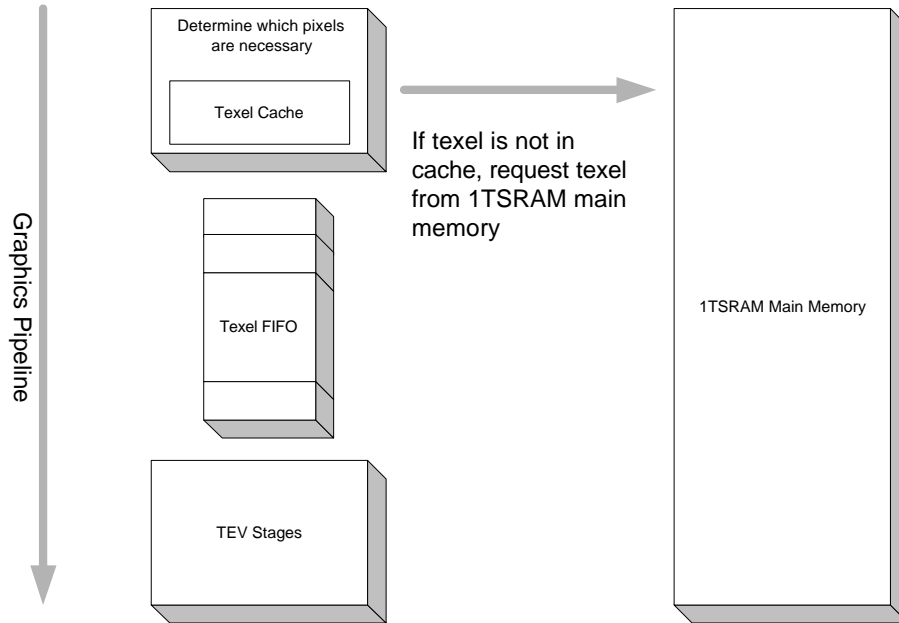 Determine which pixels
are necessary
Texel Cache
If texel is not in
cache, request texel
from 1TSRAM main
memory
Graphics Pipeline
Texel FIFO
1TSRAM Main Memory
TEV Stages